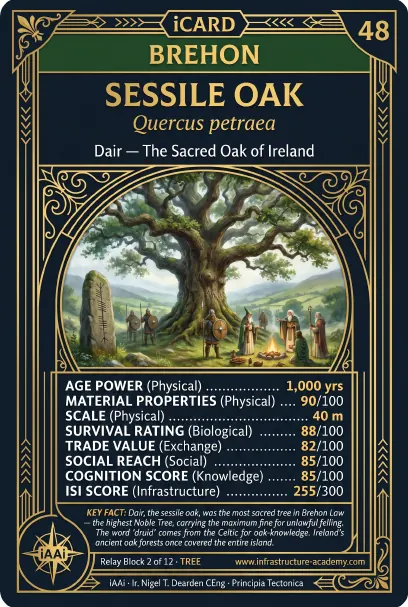 iCARD
48
BREHON
SESSILE OAK
Quercus petraea
Dair — The Sacred Oak of Ireland
AGE POWER (Physical) .................. 1,000 yrs
MATERIAL PROPERTIES (Physical) .... 90/100
SCALE (Physical) ................................. 40 m
SURVIVAL RATING (Biological) ........ 88/100
TRADE VALUE (Exchange) ............... 82/100
SOCIAL REACH (Social) ................... 85/100
COGNITION SCORE (Knowledge) ...... 85/100
ISI SCORE (Infrastructure) .............. 255/300
KEY FACT: Dair, the sessile oak, was the most sacred tree in Brehon Law
— the highest Noble Tree, carrying the maximum fine for unlawful felling.
The word 'druid' comes from the Celtic for oak-knowledge. Ireland's
ancient oak forests once covered the entire island.
iAAi
Relay Block 2 of 12 · TREE www.infrastructure-academy.com
iAAi · Ir. Nigel T. Dearden CEng · Principia Tectonica